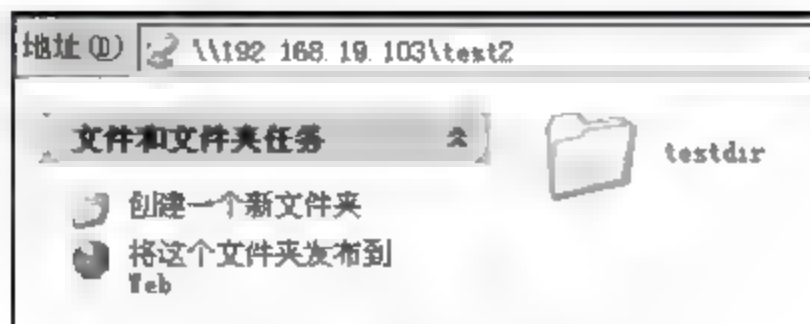 地址(D) \\192.168.19.103\test2
文件和文件夹任务
testdir
创建一个新文件夹
将这个文件夹发布到
Web